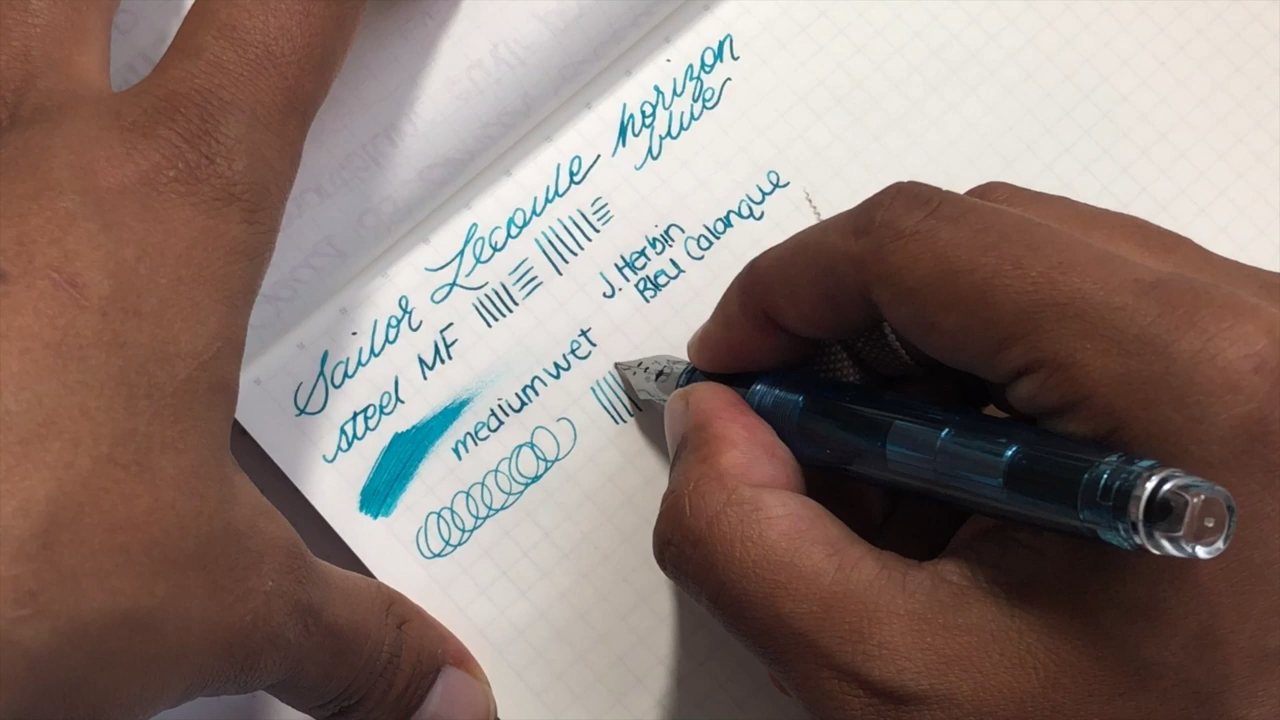 Sailor Lecoule horizon
blue
steel MF
J. Herbin
Bleu Calanque
medium wet